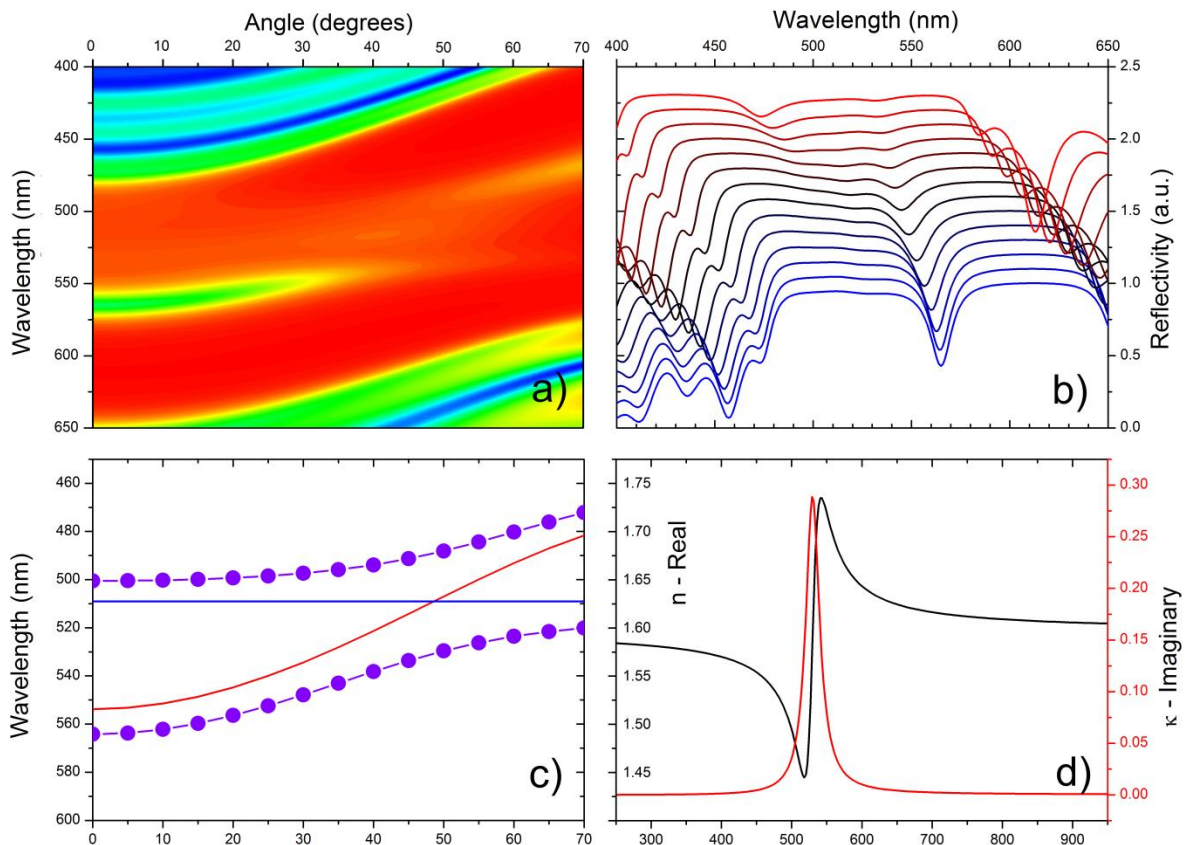 Angle (degrees)
0 10 20 30 40 50 60 70
Wavelength (nm)
400
450
500
550
600
650
a)
Wavelength (nm)
400 450 500 550 600 650
Reflectivity (a.u.)
2.5
2.0
1.5
1.0
0.5
0.0
b)
Wavelength (nm)
460
480
500
520
540
560
580
600
0 10 20 30 40 50 60 70
c)
n - Real
1.75
1.70
1.65
1.60
1.55
1.50
1.45
300 400 500 600 700 800 900
κ - Imaginary
0.30
0.25
0.20
0.15
0.10
0.05
0.00
d)